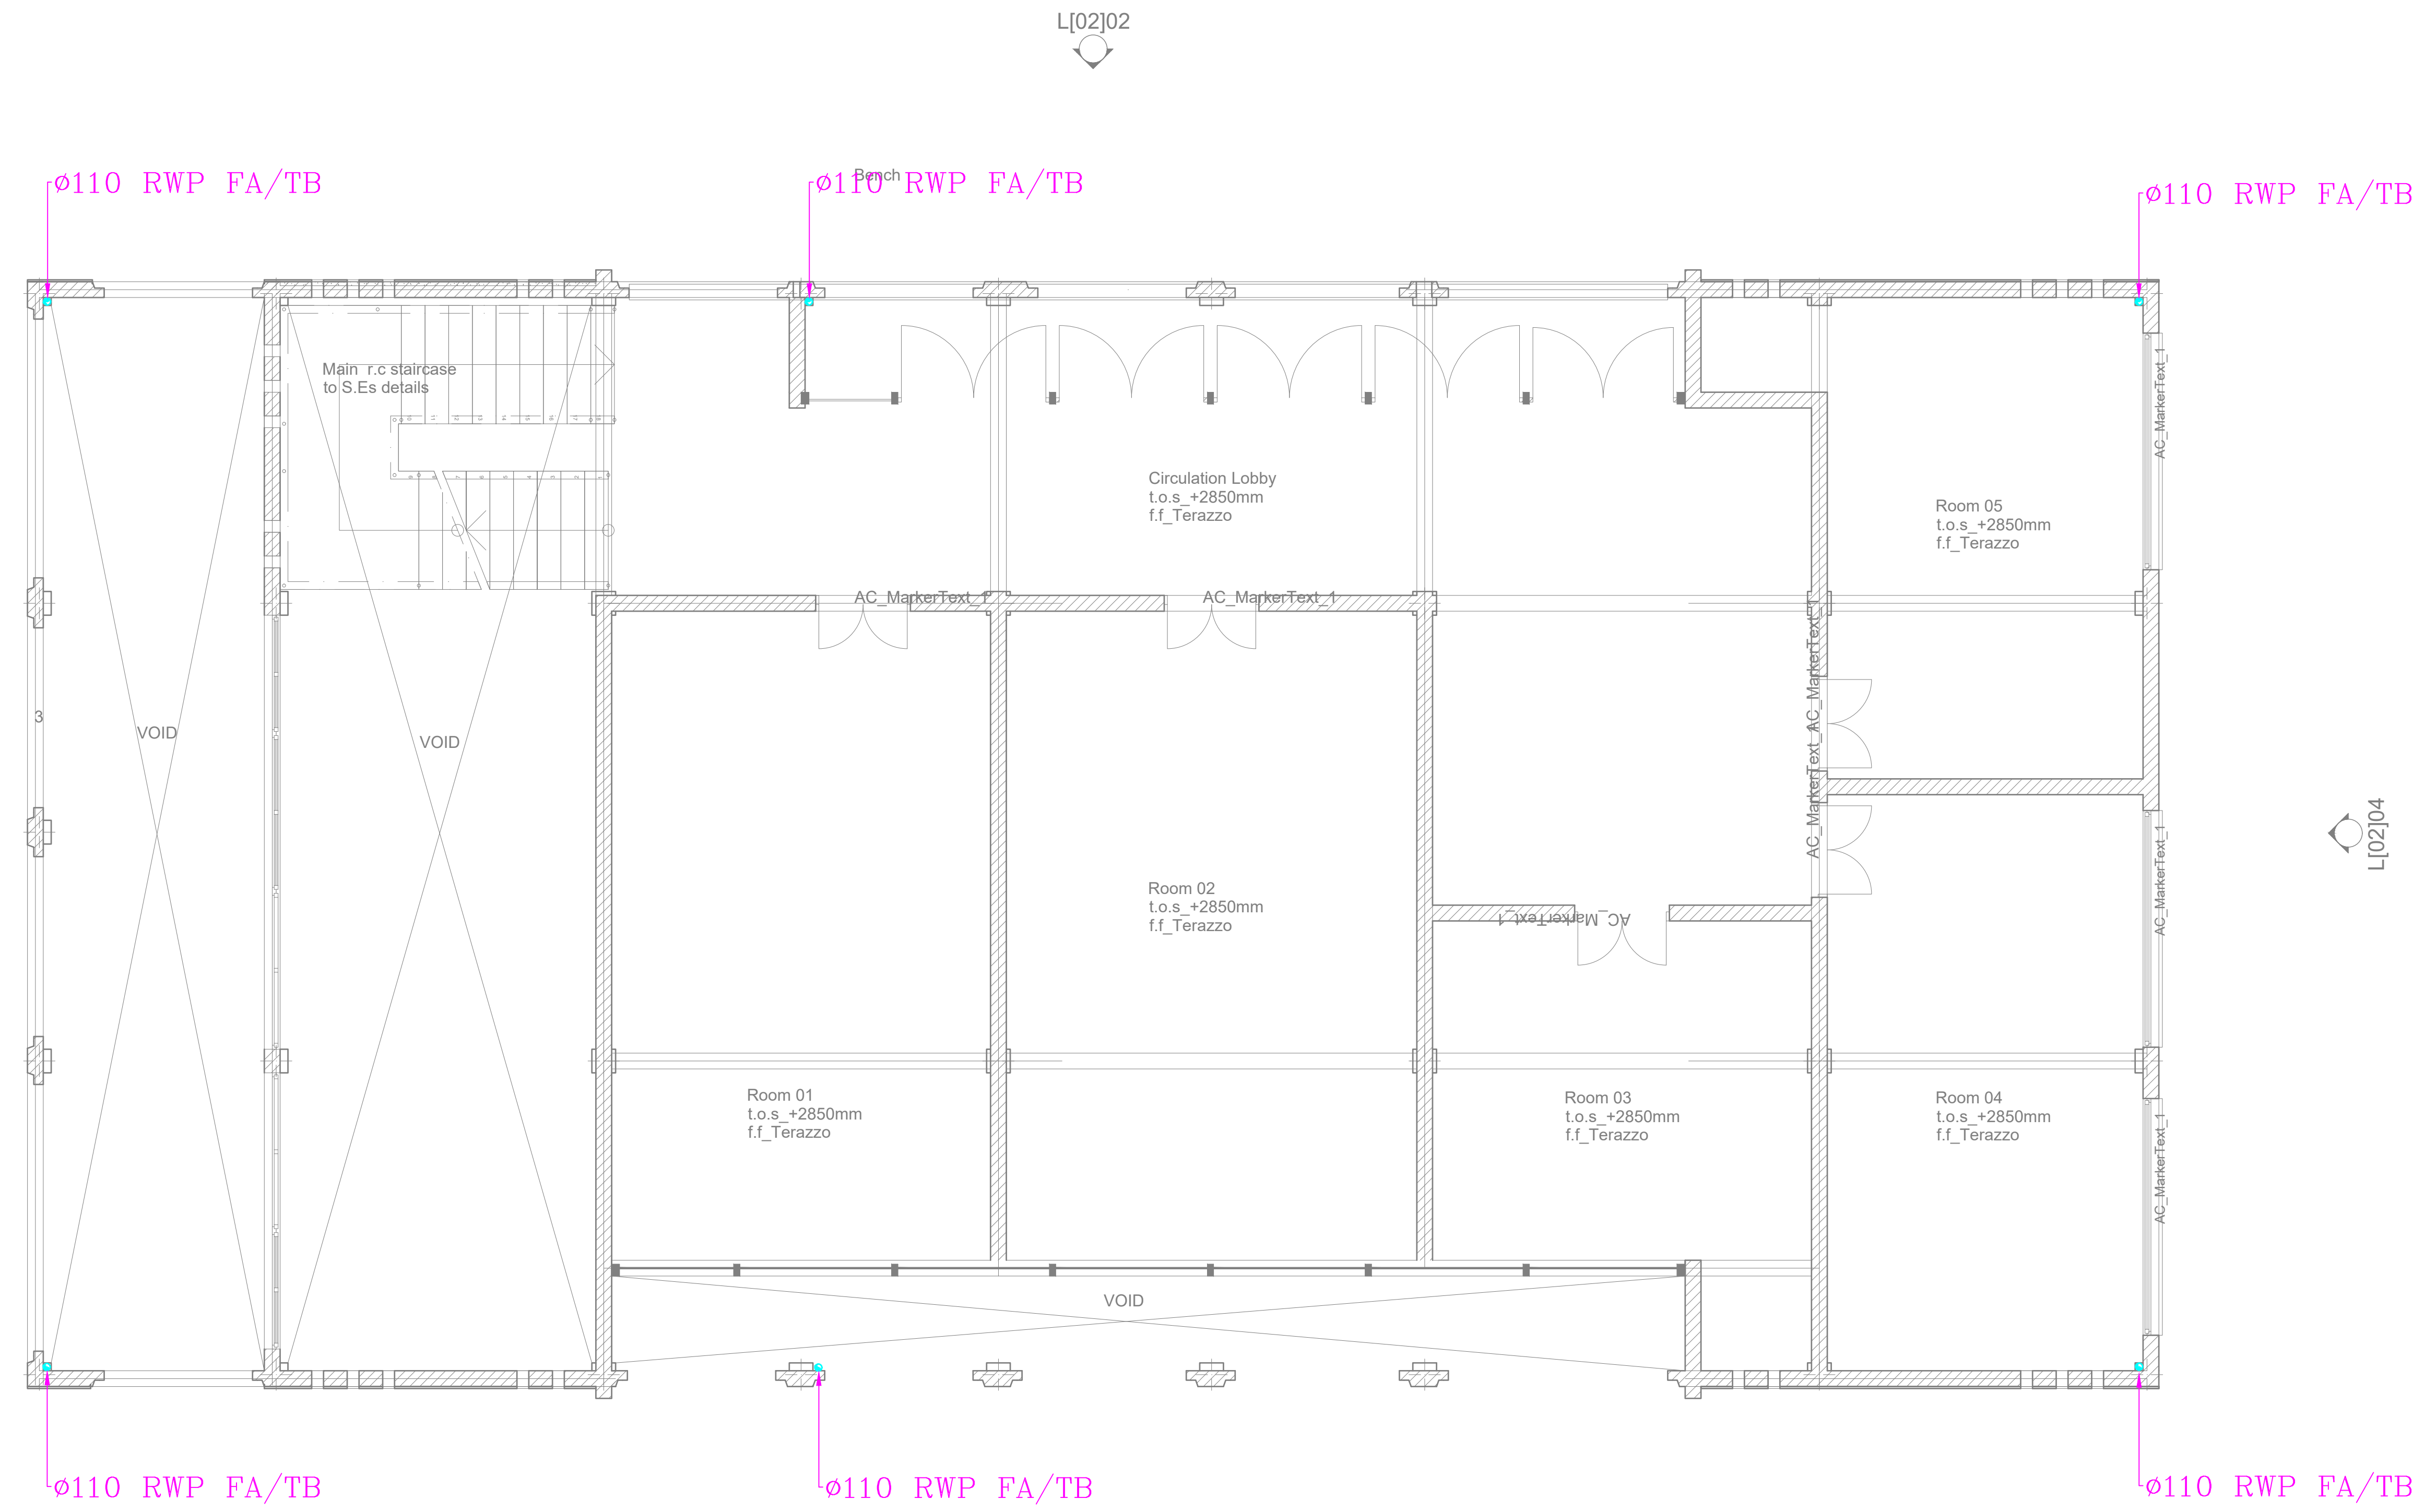 L[02]02
ø110 RWP FA/TB
Bench
ø110 RWP FA/TB
ø110 RWP FA/TB
Main r.c staircase
to S.Es details
AC_MarkerText_1
Circulation Lobby
t.o.s_+2850mm
f.f_Terazzo
Room 05
t.o.s_+2850mm
f.f_Terazzo
AC_MarkerText_1
AC_MarkerText_1
AC_MarkerText_1
AC_MarkerText_1
3
VOID
VOID
L[02]04
AC_MarkerText_1
Room 02
t.o.s_+2850mm
f.f_Terazzo
AC_MarkerText_1
Room 01
t.o.s_+2850mm
f.f_Terazzo
Room 03
t.o.s_+2850mm
f.f_Terazzo
Room 04
t.o.s_+2850mm
f.f_Terazzo
AC_MarkerText_1
VOID
ø110 RWP FA/TB
ø110 RWP FA/TB
ø110 RWP FA/TB